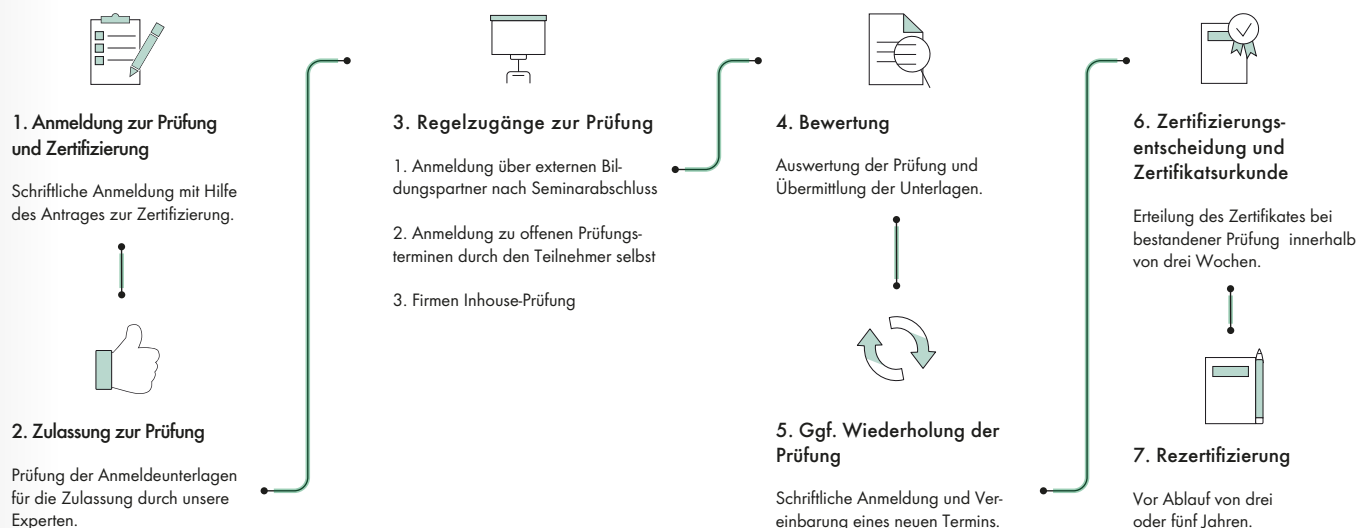 1. Anmeldung zur Prüfung
und Zertifizierung
Schriftliche Anmeldung mit Hilfe
des Antrages zur Zertifizierung.
2. Zulassung zur Prüfung
Prüfung der Anmeldeunterlagen
für die Zulassung durch unsere
Experten.
3. Regelzugänge zur Prüfung
1. Anmeldung über externen Bil-
dungspartner nach Seminarabschluss
2. Anmeldung zu offenen Prüfungs-
terminen durch den Teilnehmer selbst
3. Firmen Inhouse-Prüfung
4. Bewertung
Auswertung der Prüfung und
Übermittlung der Unterlagen.
5. Ggf. Wiederholung der
Prüfung
Schriftliche Anmeldung und Ver-
einbarung eines neuen Termins.
6. Zertifizierungs-
entscheidung und
Zertifikatsurkunde
Erteilung des Zertifikates bei
bestandener Prüfung innerhalb
von drei Wochen.
7. Rezertifizierung
Vor Ablauf von drei
oder fünf Jahren.